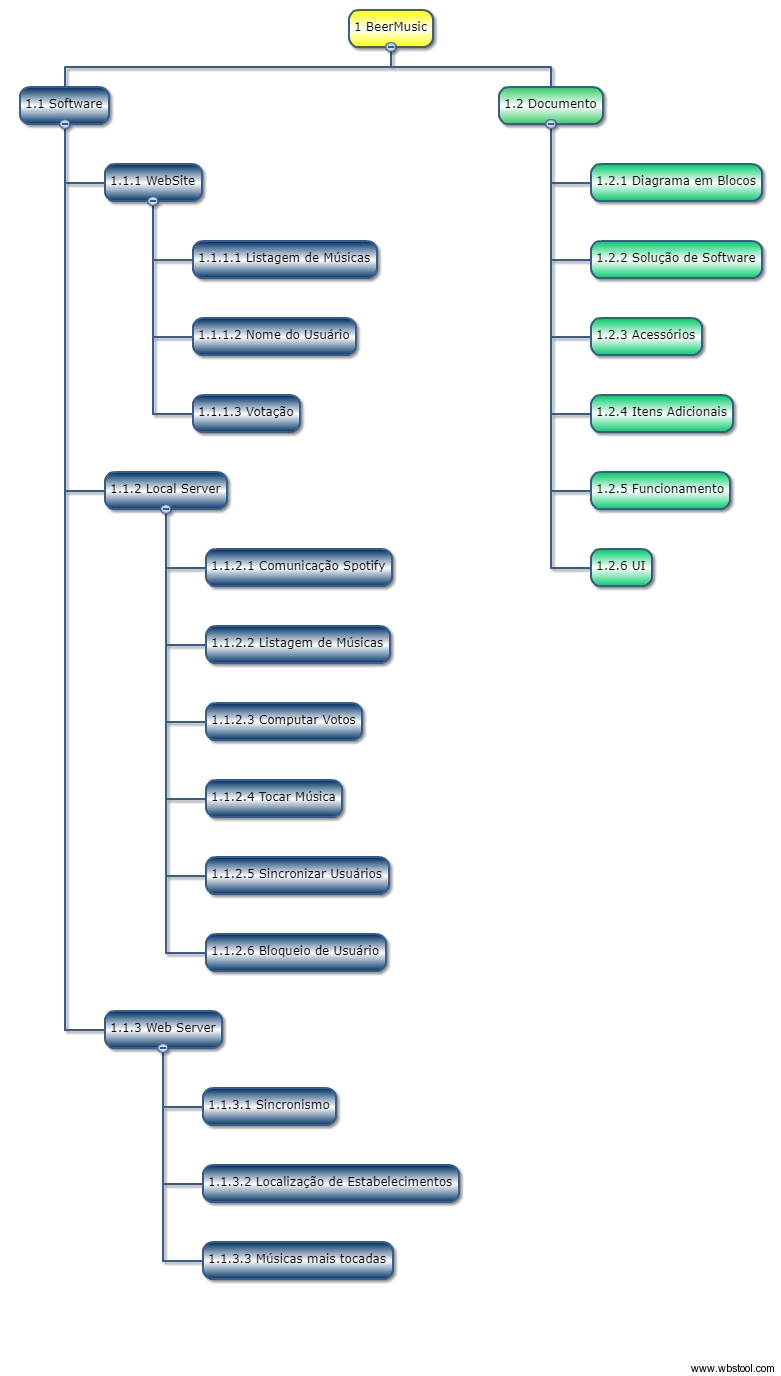 1 BeerMusic
1.1 Software
1.1.1 WebSite
1.1.1.1 Listagem de Músicas
1.1.1.2 Nome do Usuário
1.1.1.3 Votação
1.1.2 Local Server
1.1.2.1 Comunicação Spotify
1.1.2.2 Listagem de Músicas
1.1.2.3 Computar Votos
1.1.2.4 Tocar Música
1.1.2.5 Sincronizar Usuários
1.1.2.6 Bloqueio de Usuário
1.1.3 Web Server
1.1.3.1 Sincronismo
1.1.3.2 Localização de Estabelecimentos
1.1.3.3 Músicas mais tocadas
1.2 Documento
1.2.1 Diagrama em Blocos
1.2.2 Solução de Software
1.2.3 Acessórios
1.2.4 Itens Adicionais
1.2.5 Funcionamento
1.2.6 UI
www.wbstool.com